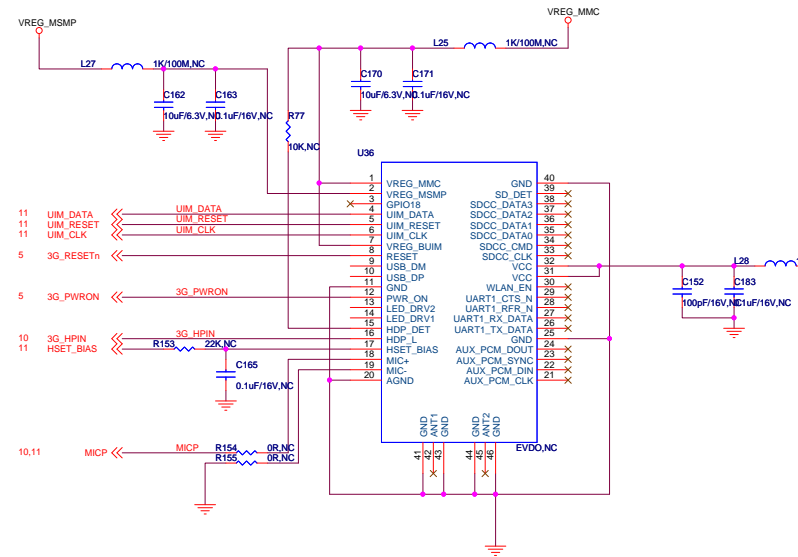 VREG_MSMP
VREG_MMC
L27
1K/100M,NC
L25
1K/100M,NC
C162
10uF/6.3V,NC
C163
0.1uF/16V,NC
C170
10uF/6.3V,NC
C171
0.1uF/16V,NC
R77
10K,NC
U36
1 VREG_MMC
2 VREG_MSMP
3 GPIO18
11 UIM_DATA UIM_DATA 4 UIM_DATA
11 UIM_RESET UIM_RESET 5 UIM_RESET
11 UIM_CLK UIM_CLK 6 UIM_CLK
7 VREG_BUIM
5 3G_RESETn 8 RESET
9 USB_DM
10 USB_DP
11 GND
5 3G_PWRON 3G_PWRON 12 PWR_ON
13 LED_DRV2
14 LED_DRV1
15 HDP_DET
10 3G_HPIN 3G_HPIN 16 HDP_L
11 HSET_BIAS R153 22K,NC 17 HSET_BIAS
18 MIC+
19 MIC-
20 AGND
GND 40
SD_DET 39
SDCC_DATA3 38
SDCC_DATA2 37
SDCC_DATA1 36
SDCC_DATA0 35
SDCC_CMD 34
SDCC_CLK 33
VCC 32
VCC 31
WLAN_EN 30
UART1_CTS_N 29
UART1_RFR_N 28
UART1_RX_DATA 27
UART1_TX_DATA 26
GND 25
AUX_PCM_DOUT 24
AUX_PCM_SYNC 23
AUX_PCM_DIN 22
AUX_PCM_CLK 21
L28
C152
100pF/16V,NC
C183
0.1uF/16V,NC
C165
0.1uF/16V,NC
GND 41
ANT1 42
GND 43
GND 44
ANT2 45
GND 46
EVDO,NC
10,11 MICP MICP R154 0R,NC
R155 0R,NC